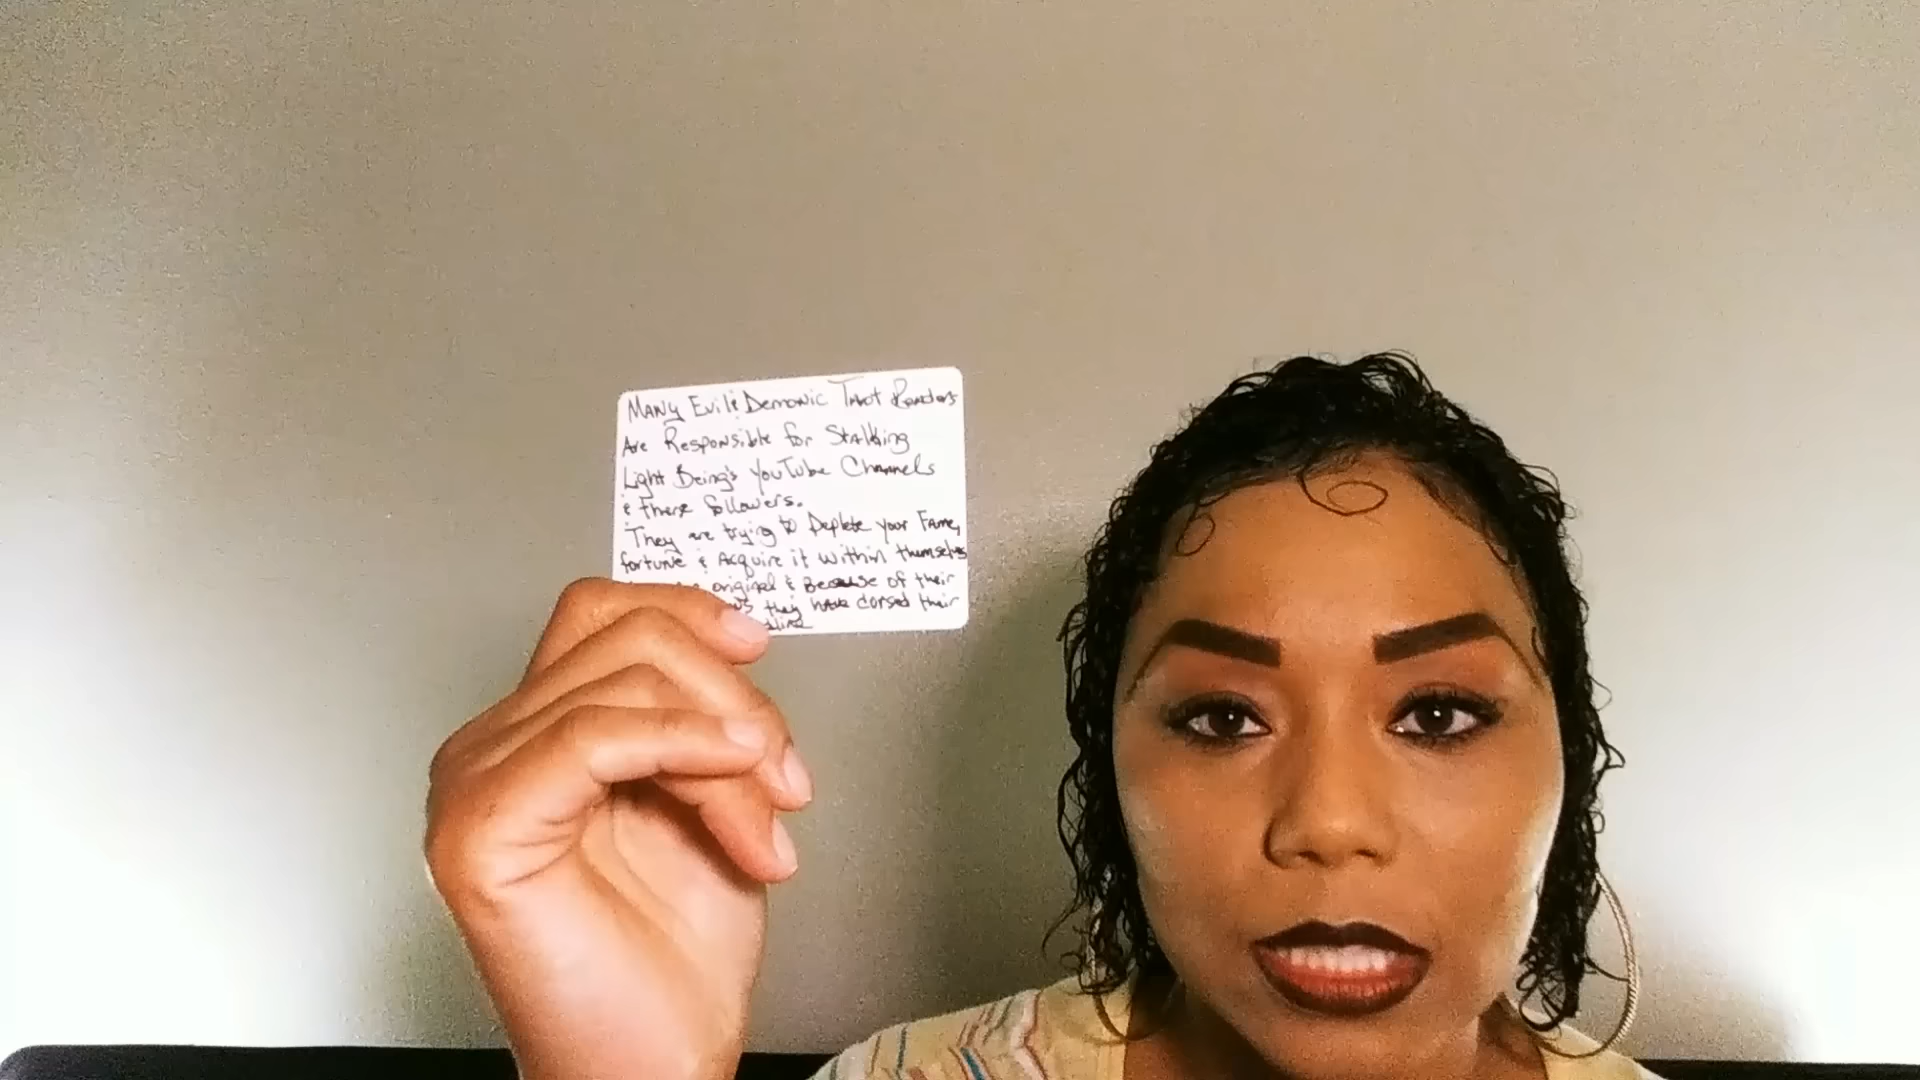 Many Evil & Demonic Tarot Readers
Are Responsible for Stalking
Light Being's YouTube Channels
& There followers.
They are trying to Deplete your Fame,
fortune & Acquire it within themselves
original & Because of their
they have corsed their